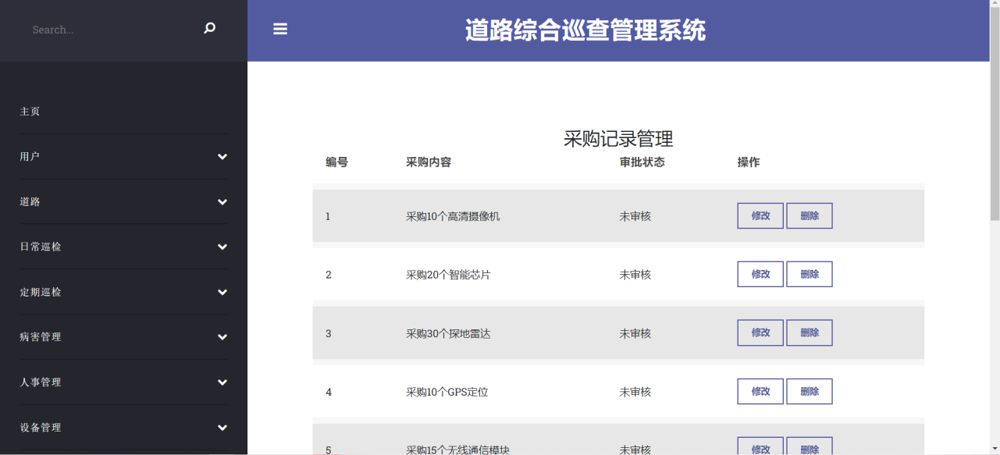 Search...
道路综合巡查管理系统
主页
用户
道路
日常巡检
定期巡检
病害管理
人事管理
设备管理
采购记录管理
编号 采购内容 审批状态 操作
1 采购10个高清摄像机 未审核 修改 删除
2 采购20个智能芯片 未审核 修改 删除
3 采购30个探地雷达 未审核 修改 删除
4 采购10个GPS定位 未审核 修改 删除
5 采购15个无线通信模块 未审核 修改 删除